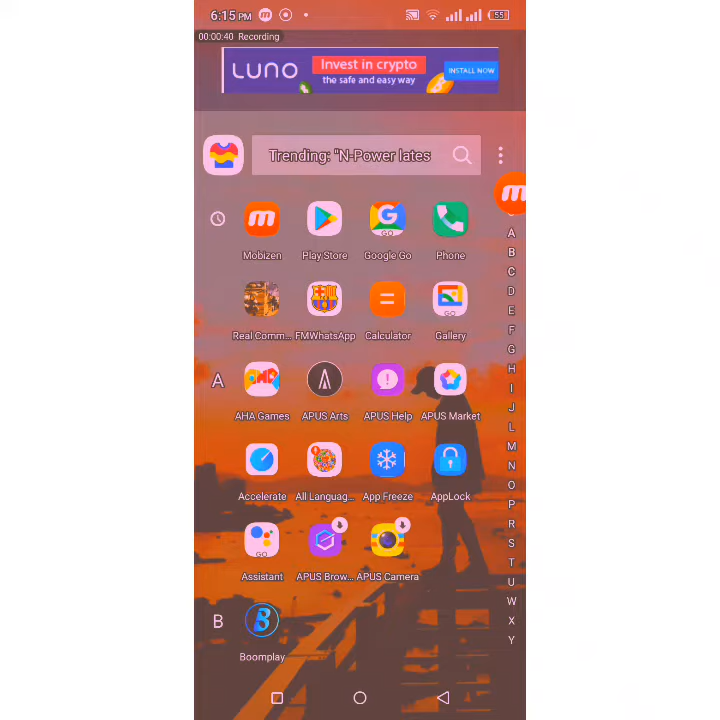 6:15 PM
55
00:00:40 Recording
LUNO
Invest in crypto
the safe and easy way
INSTALL NOW
Trending: "N-Power lates
Mobizen Play Store Google Go Phone
Real Comm... FMWhatsApp Calculator Gallery
A
AHA Games APUS Arts APUS Help APUS Market
Accelerate All Languag... App Freeze AppLock
Assistant APUS Brow... APUS Camera
B
Boomplay
A
B
C
D
E
F
G
H
I
J
L
M
N
O
P
R
S
T
U
W
X
Y